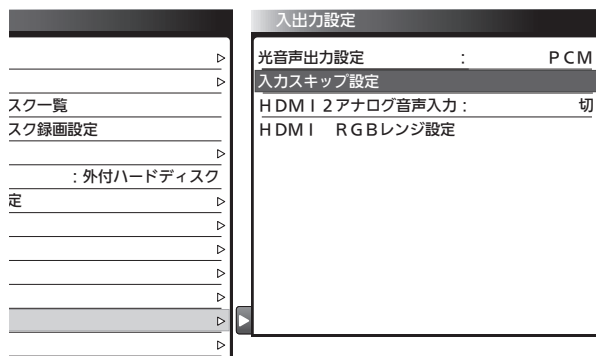 スク一覧
スク録画設定
：外付ハードディスク
定
入出力設定
光音声出力設定 ： PCM
入力スキップ設定
HDMI2アナログ音声入力： 切
HDMI RGBレンジ設定